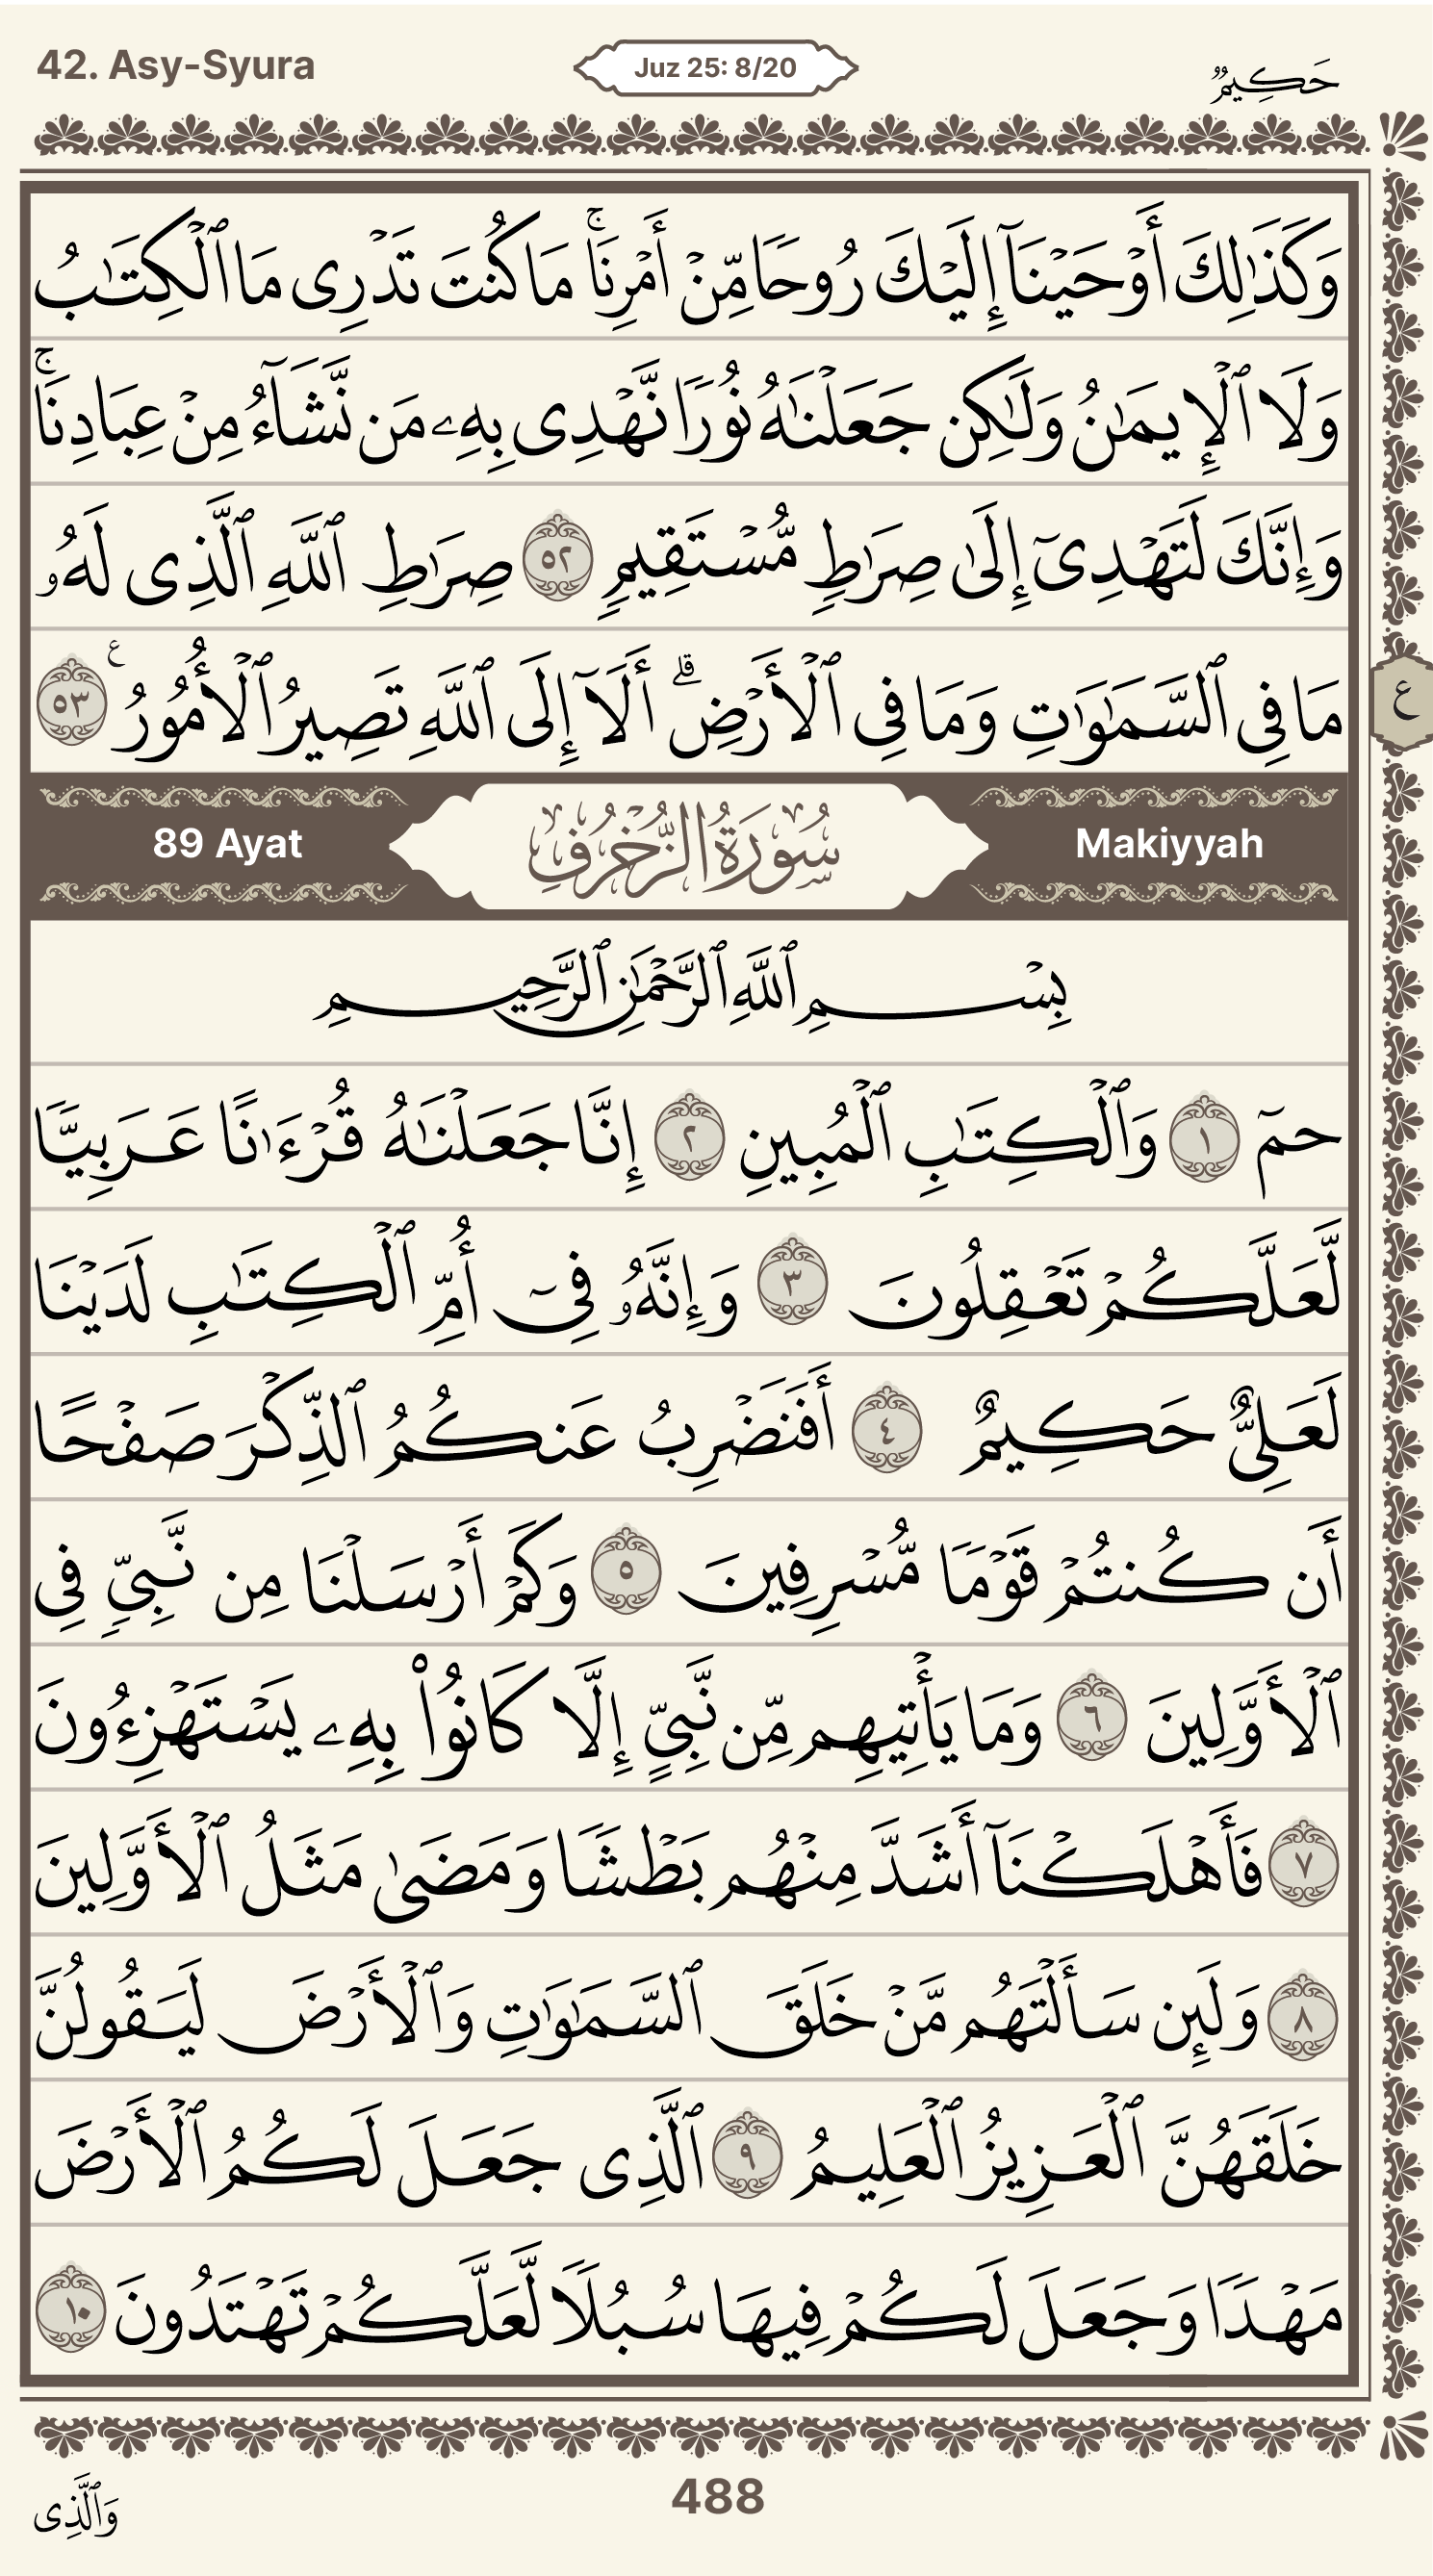 42. Asy-Syura
Juz 25: 8/20
حَكِيمٌ
وَكَذَٰلِكَ أَوْحَيْنَآ إِلَيْكَ رُوحًا مِّنْ أَمْرِنَاۚ مَا كُنتَ تَدْرِى مَا ٱلْكِتَـٰبُ
وَلَا ٱلْإِيمَـٰنُ وَلَـٰكِن جَعَلْنَـٰهُ نُورًا نَّهْدِى بِهِۦ مَن نَّشَآءُ مِنْ عِبَادِنَاۚ
وَإِنَّكَ لَتَهْدِىٓ إِلَىٰ صِرَٰطٍ مُّسْتَقِيمٍ ٥٢ صِرَٰطِ ٱللَّهِ ٱلَّذِى لَهُۥ
مَا فِى ٱلسَّمَـٰوَٰتِ وَمَا فِى ٱلْأَرْضِۗ أَلَآ إِلَى ٱللَّهِ تَصِيرُ ٱلْأُمُورُ ع ٥٣
ع
89 Ayat
سُورَةُ الزُّخْرُفِ
Makiyyah
بِسْمِ ٱللَّهِ ٱلرَّحْمَـٰنِ ٱلرَّحِيمِ
حمٓ ١ وَٱلْكِتَـٰبِ ٱلْمُبِينِ ٢ إِنَّا جَعَلْنَـٰهُ قُرْءَٰنًا عَرَبِيًّا
لَّعَلَّكُمْ تَعْقِلُونَ ٣ وَإِنَّهُۥ فِىٓ أُمِّ ٱلْكِتَـٰبِ لَدَيْنَا
لَعَلِىٌّ حَكِيمٌ ٤ أَفَنَضْرِبُ عَنكُمُ ٱلذِّكْرَ صَفْحًا
أَن كُنتُمْ قَوْمًا مُّسْرِفِينَ ٥ وَكَمْ أَرْسَلْنَا مِن نَّبِىٍّ فِى
ٱلْأَوَّلِينَ ٦ وَمَا يَأْتِيهِم مِّن نَّبِىٍّ إِلَّا كَانُوا۟ بِهِۦ يَسْتَهْزِءُونَ
٧ فَأَهْلَكْنَآ أَشَدَّ مِنْهُم بَطْشًا وَمَضَىٰ مَثَلُ ٱلْأَوَّلِينَ
٨ وَلَئِن سَأَلْتَهُم مَّنْ خَلَقَ ٱلسَّمَـٰوَٰتِ وَٱلْأَرْضَ لَيَقُولُنَّ
خَلَقَهُنَّ ٱلْعَزِيزُ ٱلْعَلِيمُ ٩ ٱلَّذِى جَعَلَ لَكُمُ ٱلْأَرْضَ
مَهْدًا وَجَعَلَ لَكُمْ فِيهَا سُبُلًا لَّعَلَّكُمْ تَهْتَدُونَ ١٠
488
وَٱلَّذِى